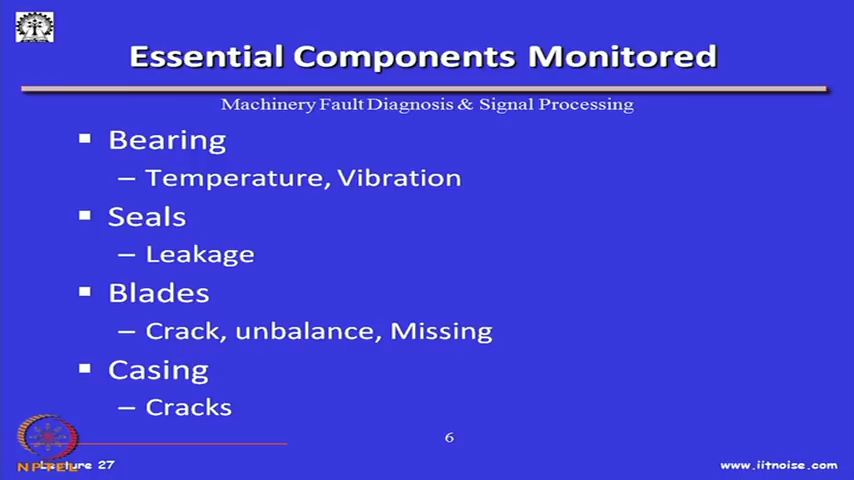 Essential Components Monitored
Machinery Fault Diagnosis & Signal Processing
▪ Bearing
– Temperature, Vibration
▪ Seals
– Leakage
▪ Blades
– Crack, unbalance, Missing
▪ Casing
– Cracks
6
NPTEL
Lecture 27
www.iitnoise.com